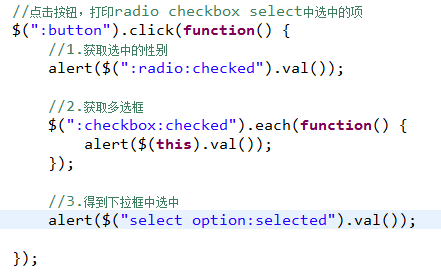 //点击按钮，打印radio checkbox select中选中的项
$(":button").click(function() {
//1.获取选中的性别
alert($(":radio:checked").val());
//2.获取多选框
$(":checkbox:checked").each(function() {
alert($(this).val());
});
//3.得到下拉框中选中
alert($("select option:selected").val());
});